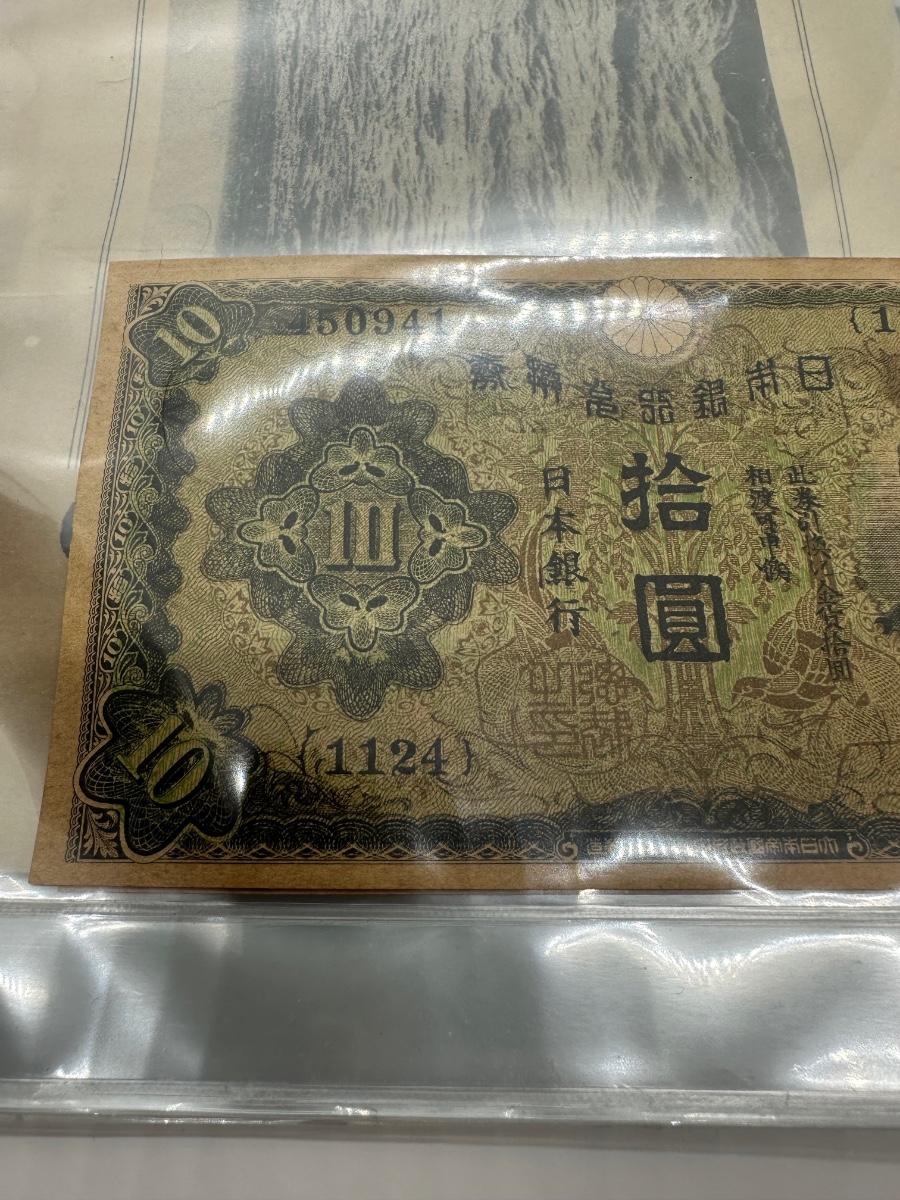 10
450941
{1
日本銀行兌換券
此券引換ニ金貨拾圓
相渡可申候
拾圓
日本銀行
10
{1124}